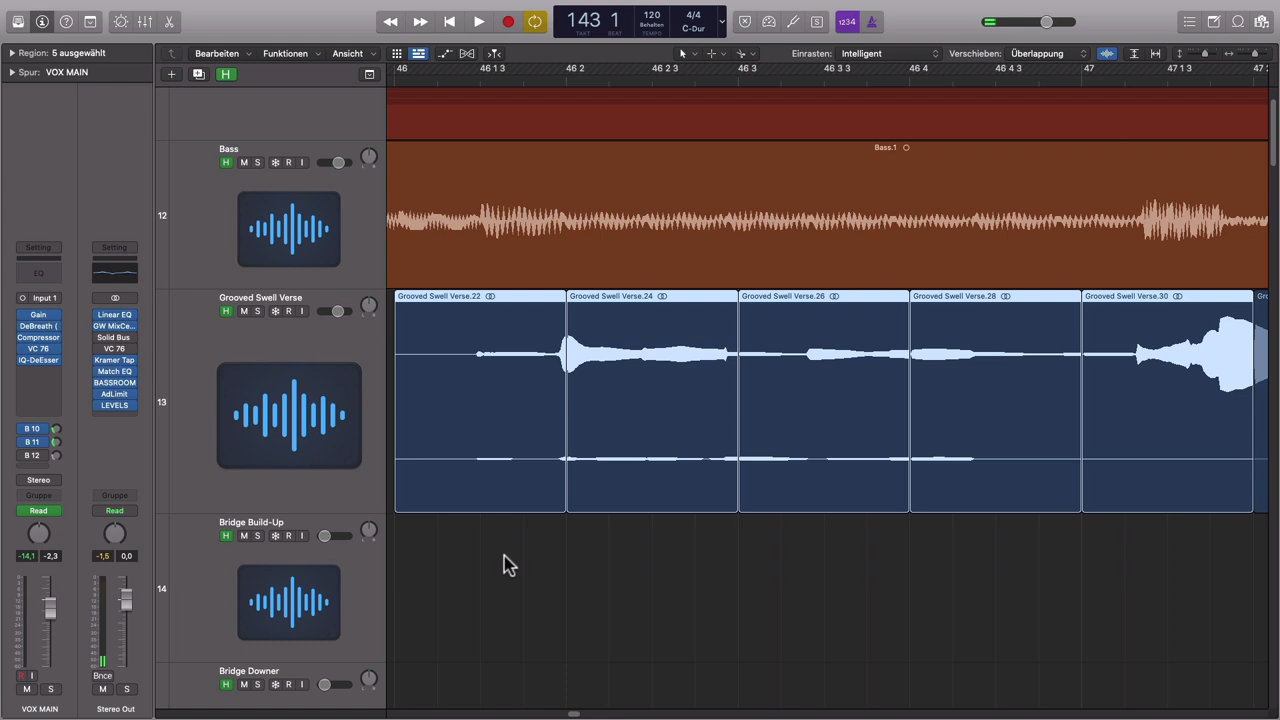 143 1
TAKT BEAT
120
Behalten
TEMPO
4/4
C-Dur
S
1234
Region: 5 ausgewählt
Spur: VOX MAIN
Bearbeiten
Funktionen
Ansicht
Einrasten: Intelligent
Verschieben: Überlappung
H
46
46 1 3
46 2
46 2 3
46 3
46 3 3
46 4
46 4 3
47
47 1 3
Bass
H M S R I
12
Bass.1
Grooved Swell Verse
H M S R I
13
Grooved Swell Verse.22
Grooved Swell Verse.24
Grooved Swell Verse.26
Grooved Swell Verse.28
Grooved Swell Verse.30
Bridge Build-Up
H M S R I
14
Bridge Downer
H M S R I
Setting
EQ
Input 1
Gain
DeBreath (
Compressor
VC 76
IQ-DeEsser
B 10
B 11
B 12
Stereo
Gruppe
Read
-14,1 -2,3
R I
M S
VOX MAIN
Setting
Linear EQ
GW MixCe...
Solid Bus
VC 76
Kramer Tap
Match EQ
BASSROOM
AdLimit
LEVELS
Gruppe
Read
-1,5 0,0
Bnce
M S
Stereo Out